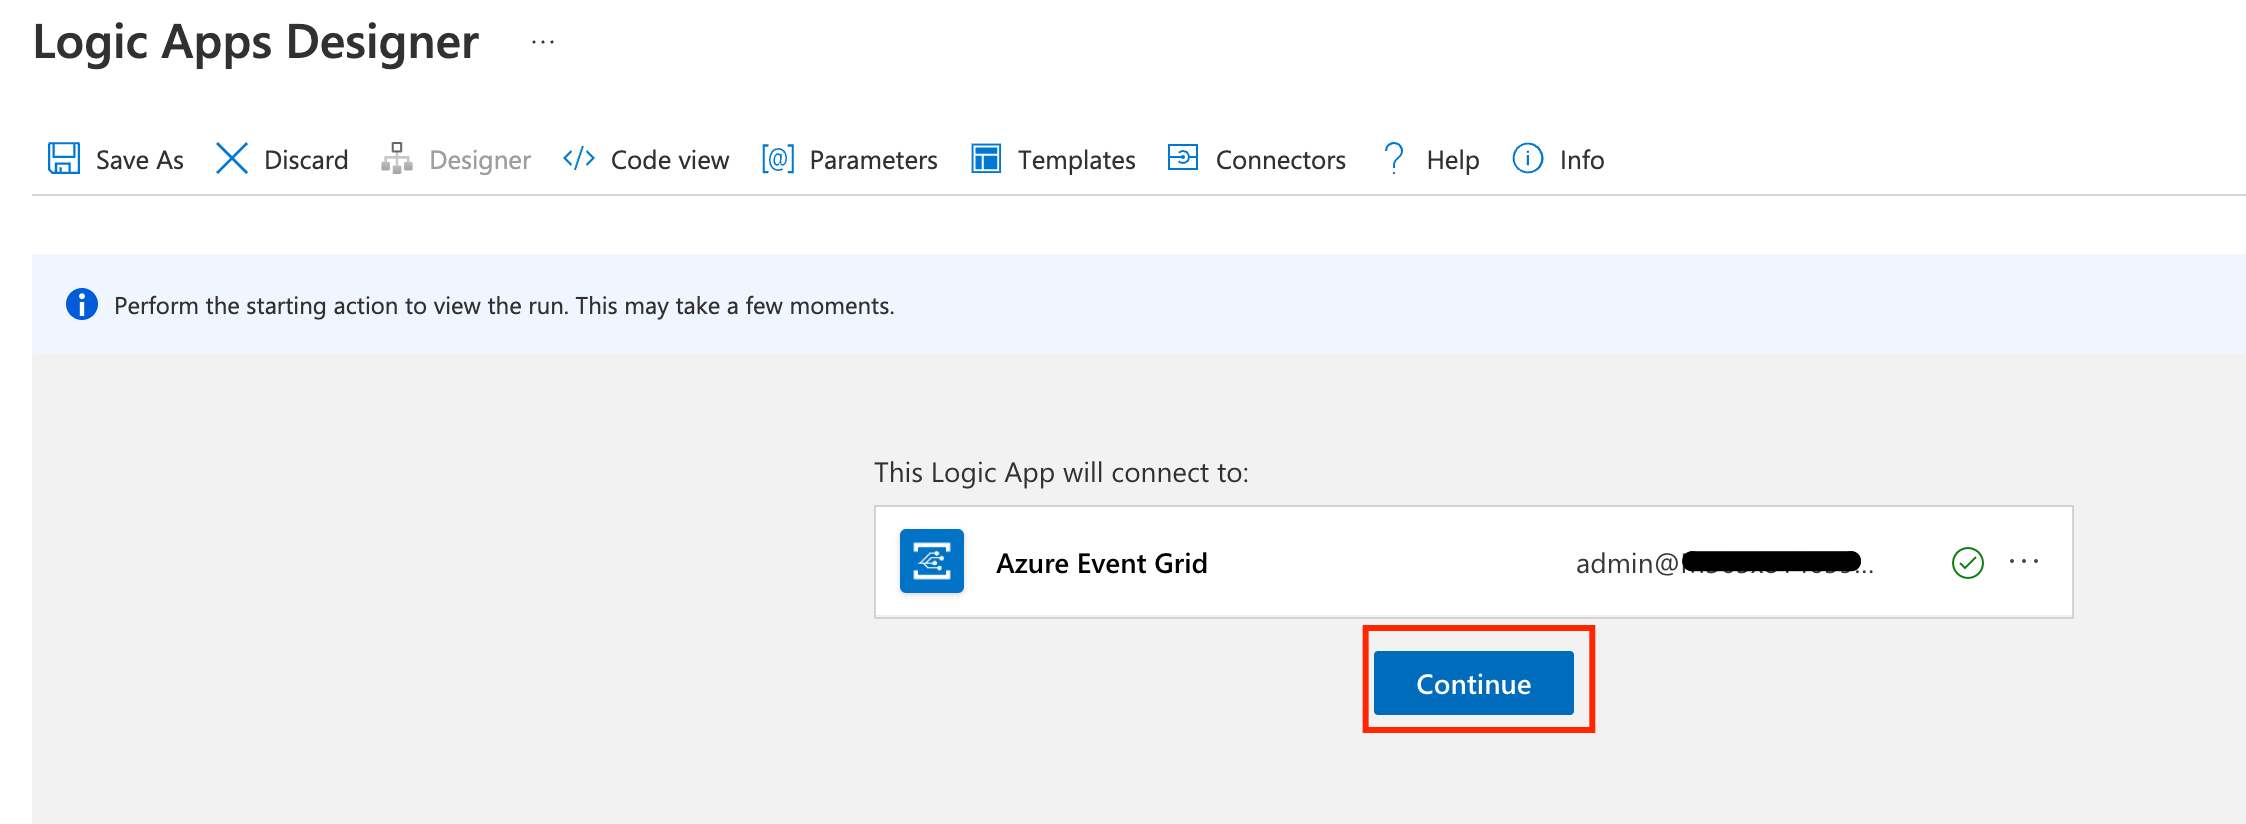 Logic Apps Designer ...
Save As Discard Designer Code view Parameters Templates Connectors Help Info
Perform the starting action to view the run. This may take a few moments.
This Logic App will connect to:
Azure Event Grid admin@ ...
Continue